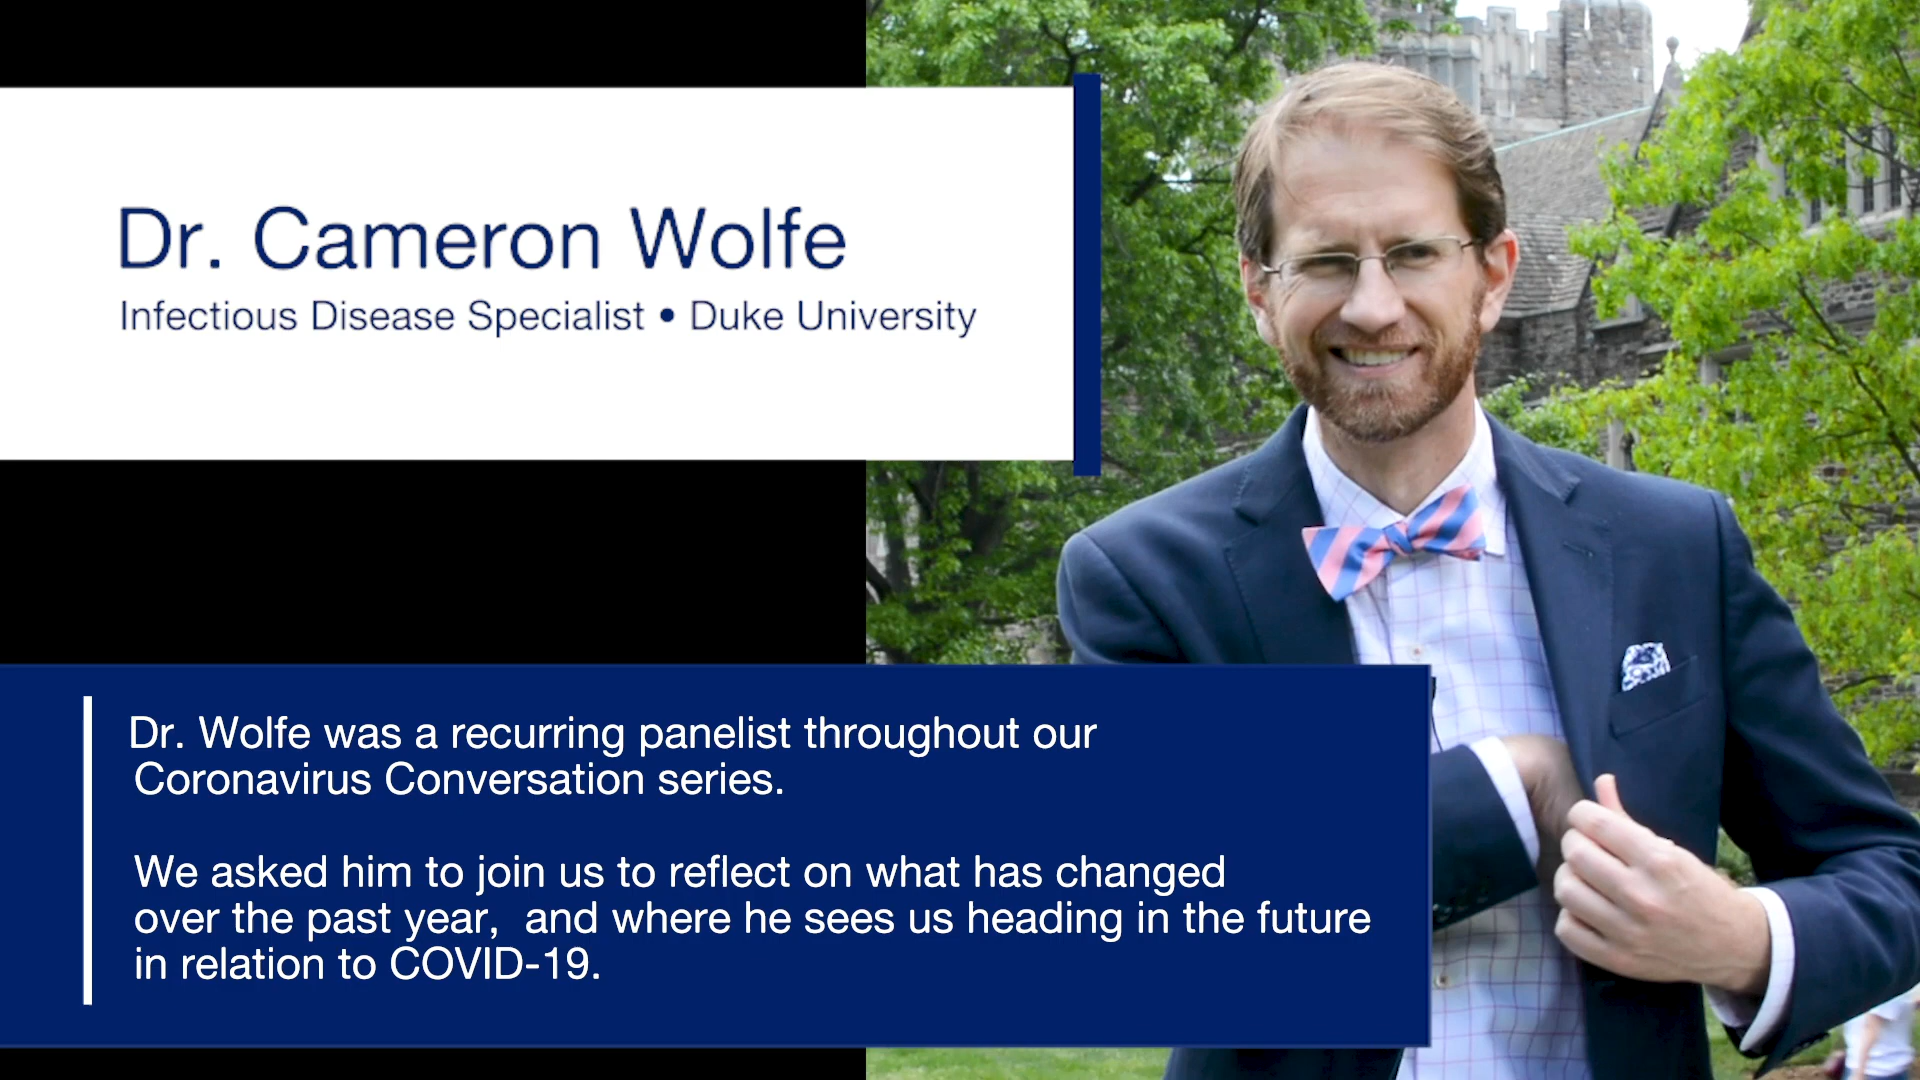 Dr. Cameron Wolfe
Infectious Disease Specialist • Duke University
Dr. Wolfe was a recurring panelist throughout our
Coronavirus Conversation series.
We asked him to join us to reflect on what has changed
over the past year,  and where he sees us heading in the future
in relation to COVID-19.